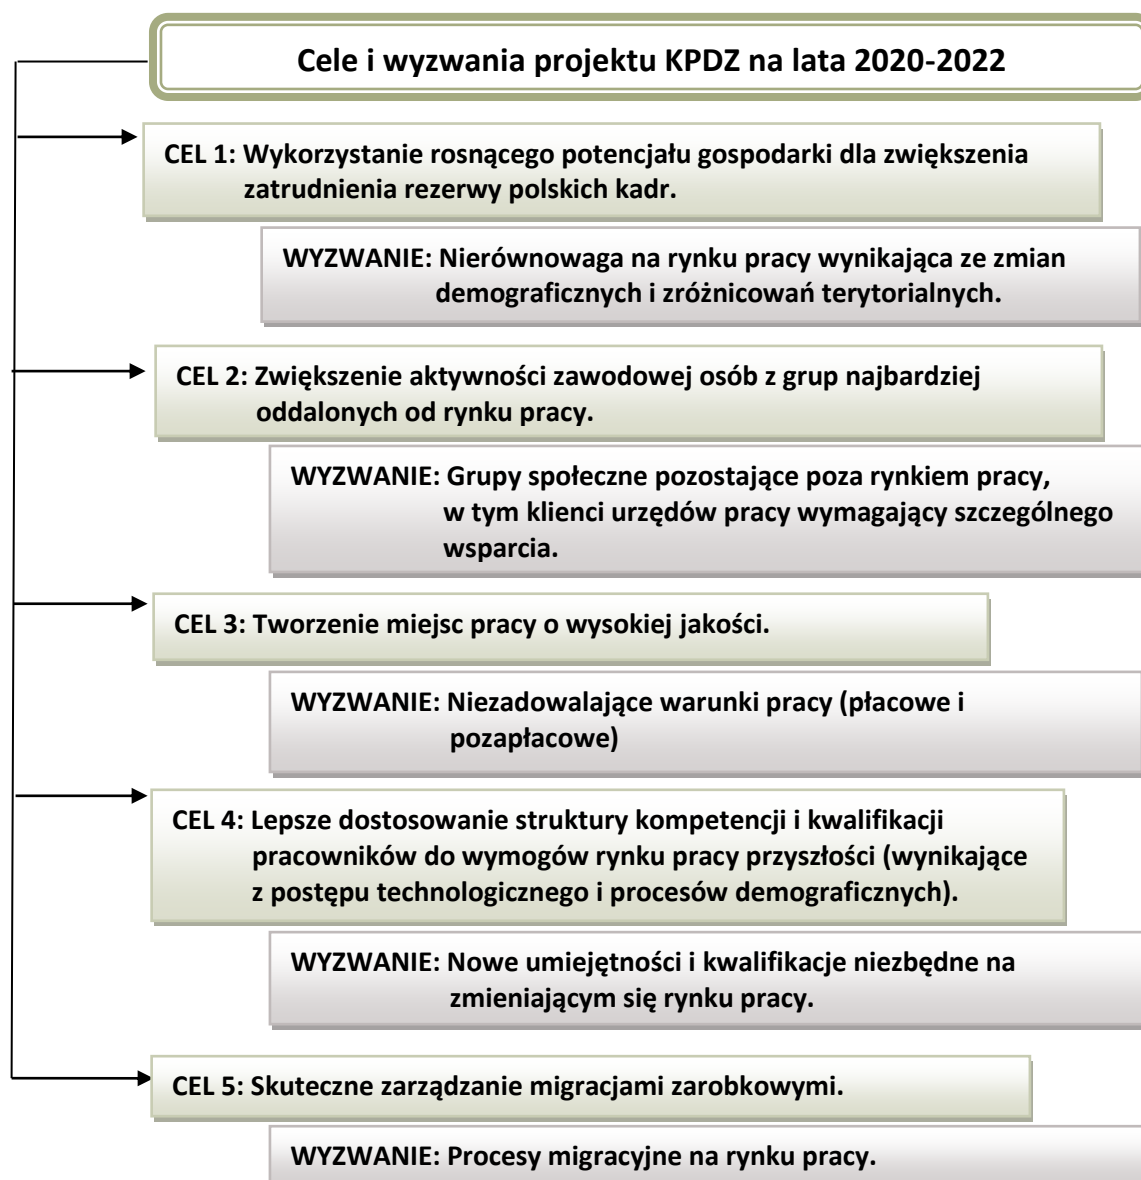 Cele i wyzwania projektu KPDZ na lata 2020-2022
CEL 1: Wykorzystanie rosnącego potencjału gospodarki dla zwiększenia
zatrudnienia rezerwy polskich kadr.
WYZWANIE: Nierównowaga na rynku pracy wynikająca ze zmian
demograficznych i zróżnicowań terytorialnych.
CEL 2: Zwiększenie aktywności zawodowej osób z grup najbardziej
oddalonych od rynku pracy.
WYZWANIE: Grupy społeczne pozostające poza rynkiem pracy,
w tym klienci urzędów pracy wymagający szczególnego
wsparcia.
CEL 3: Tworzenie miejsc pracy o wysokiej jakości.
WYZWANIE: Niezadowalające warunki pracy (płacowe i
pozapłacowe)
CEL 4: Lepsze dostosowanie struktury kompetencji i kwalifikacji
pracowników do wymogów rynku pracy przyszłości (wynikające
z postępu technologicznego i procesów demograficznych).
WYZWANIE: Nowe umiejętności i kwalifikacje niezbędne na
zmieniającym się rynku pracy.
CEL 5: Skuteczne zarządzanie migracjami zarobkowymi.
WYZWANIE: Procesy migracyjne na rynku pracy.